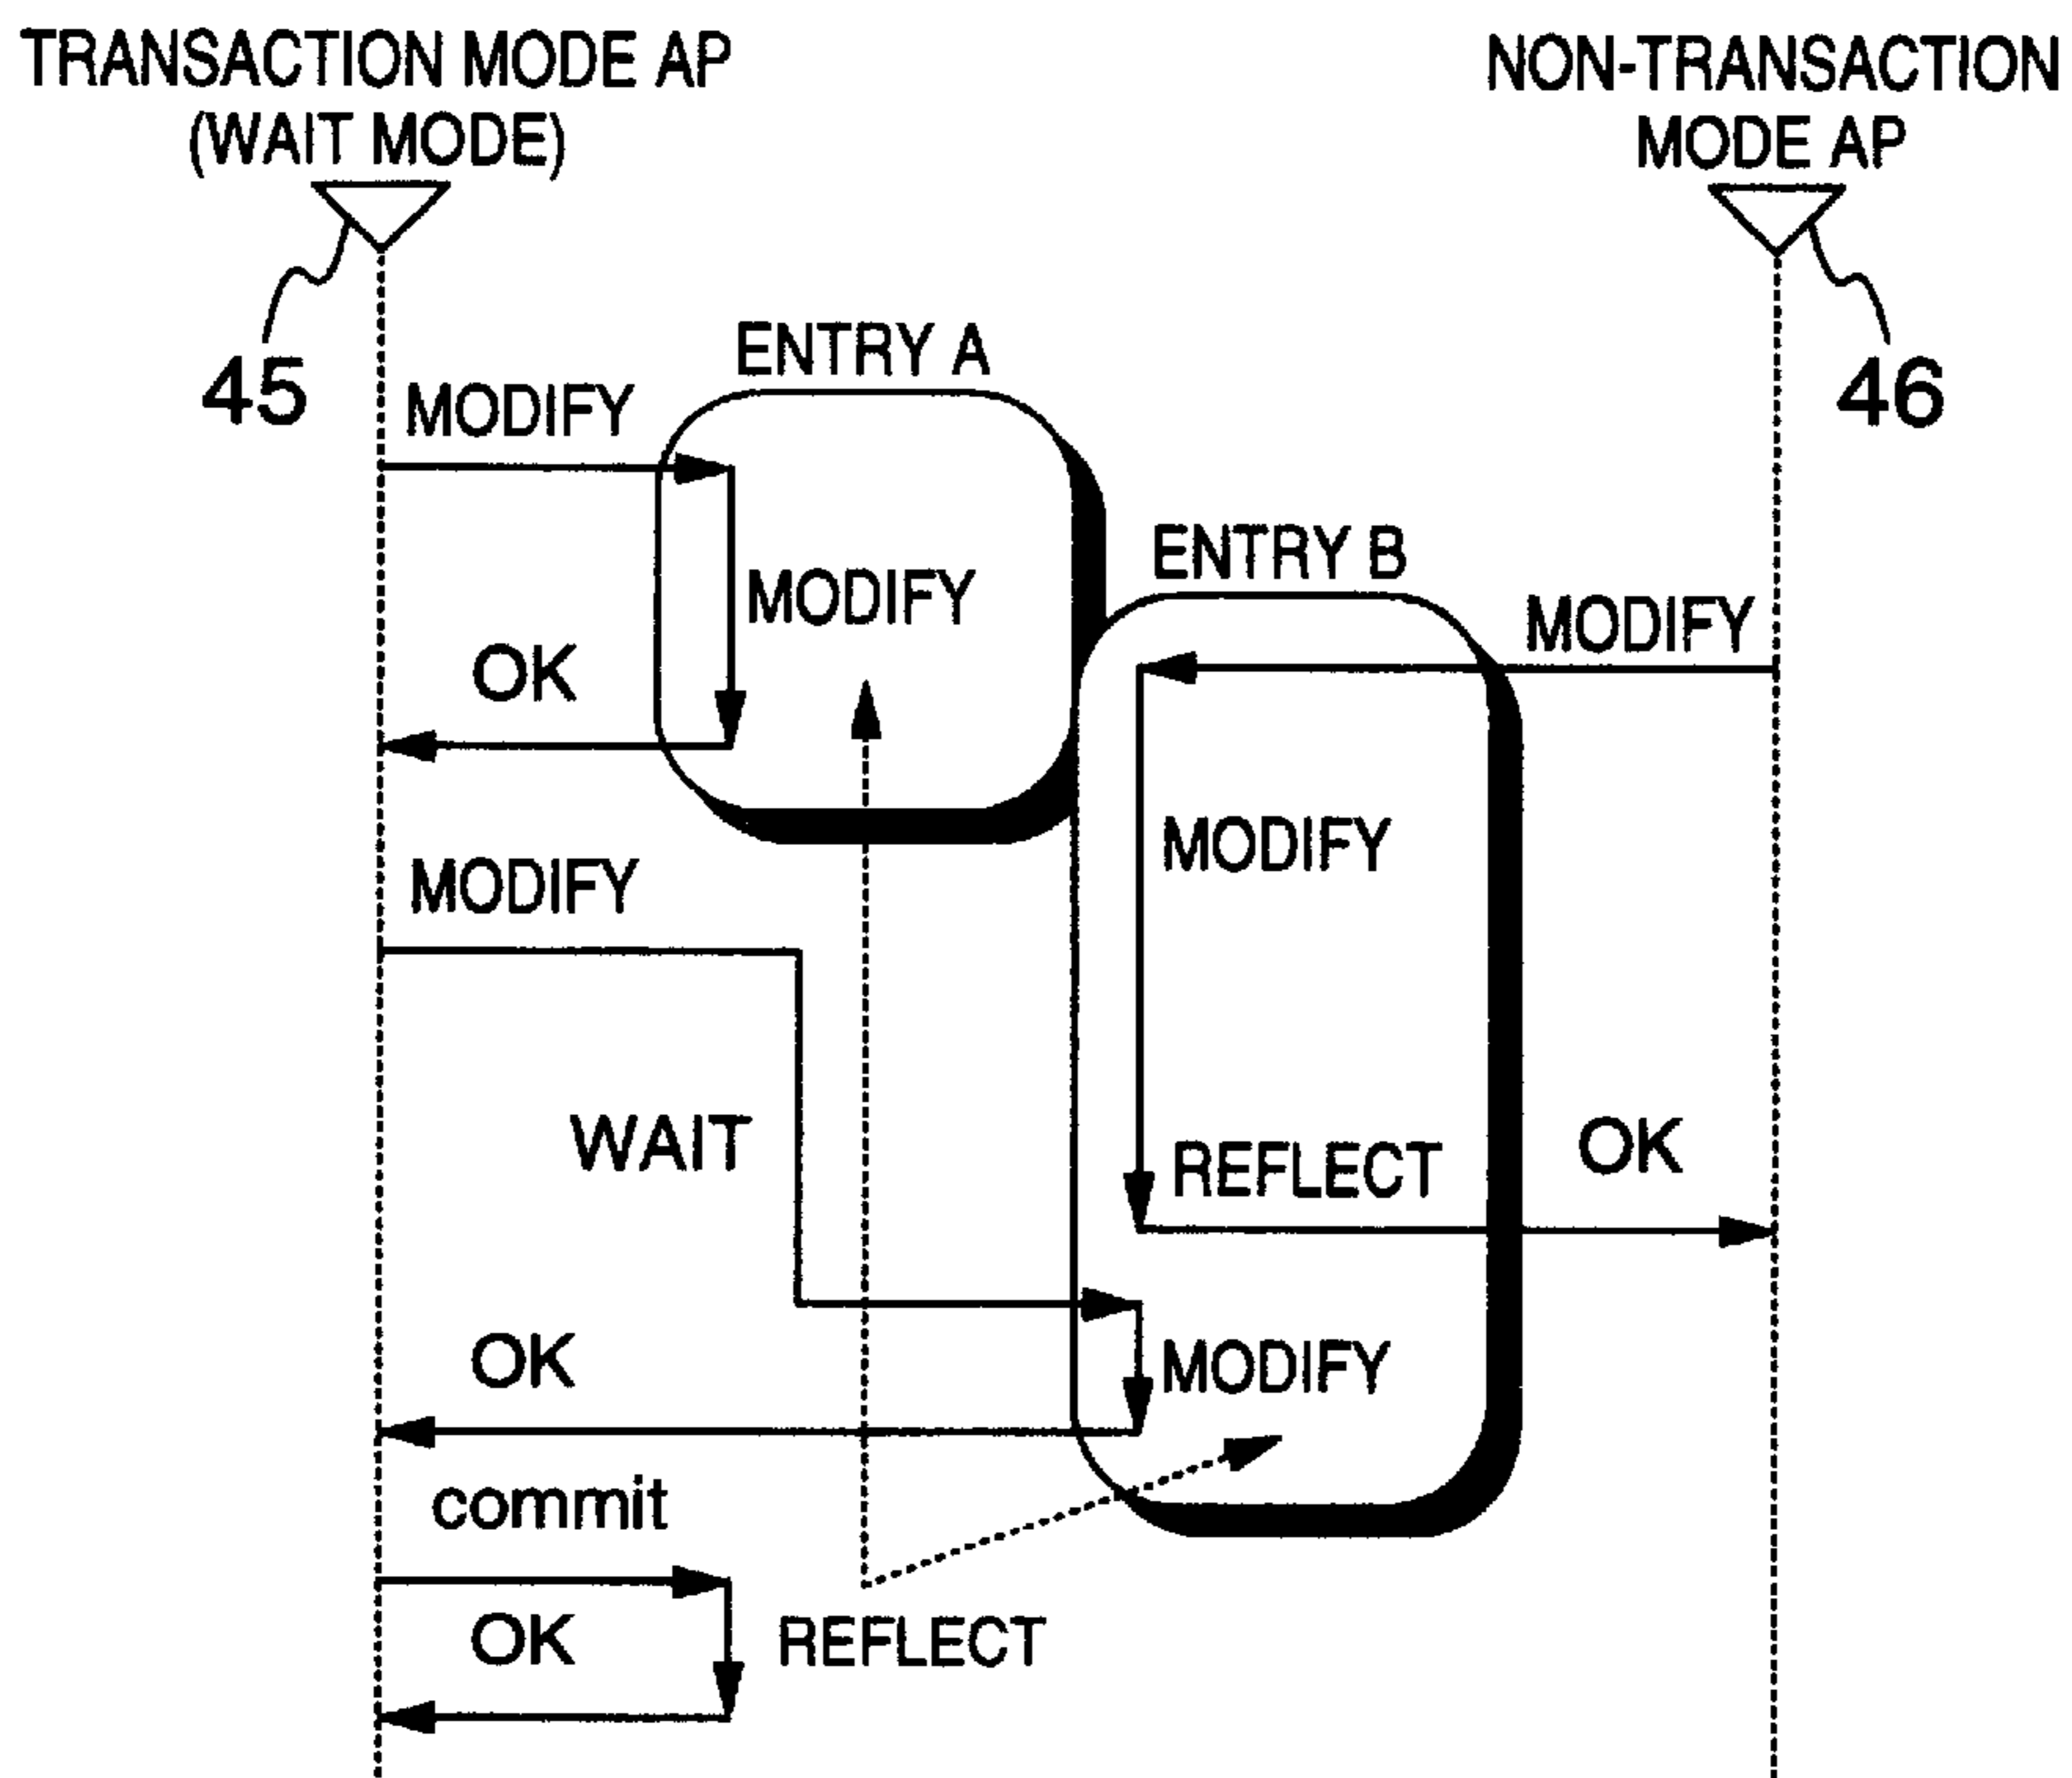 TRANSACTION MODE AP
(WAIT MODE)
NON-TRANSACTION
MODE AP
45
46
ENTRY A
MODIFY
ENTRY B
MODIFY
MODIFY
OK
MODIFY
MODIFY
WAIT
REFLECT
OK
OK
MODIFY
commit
OK
REFLECT